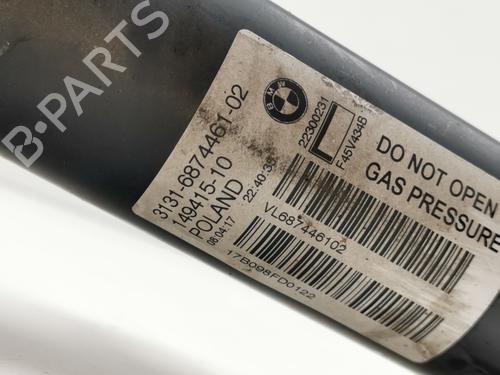 BMW
3131-6874461-02
149415-10
POLAND
08.04.17
22:40:35
22300231
F45V434B
VL687446102
17B098FD0122
DO NOT OPEN
GAS PRESSURE
B-PARTS